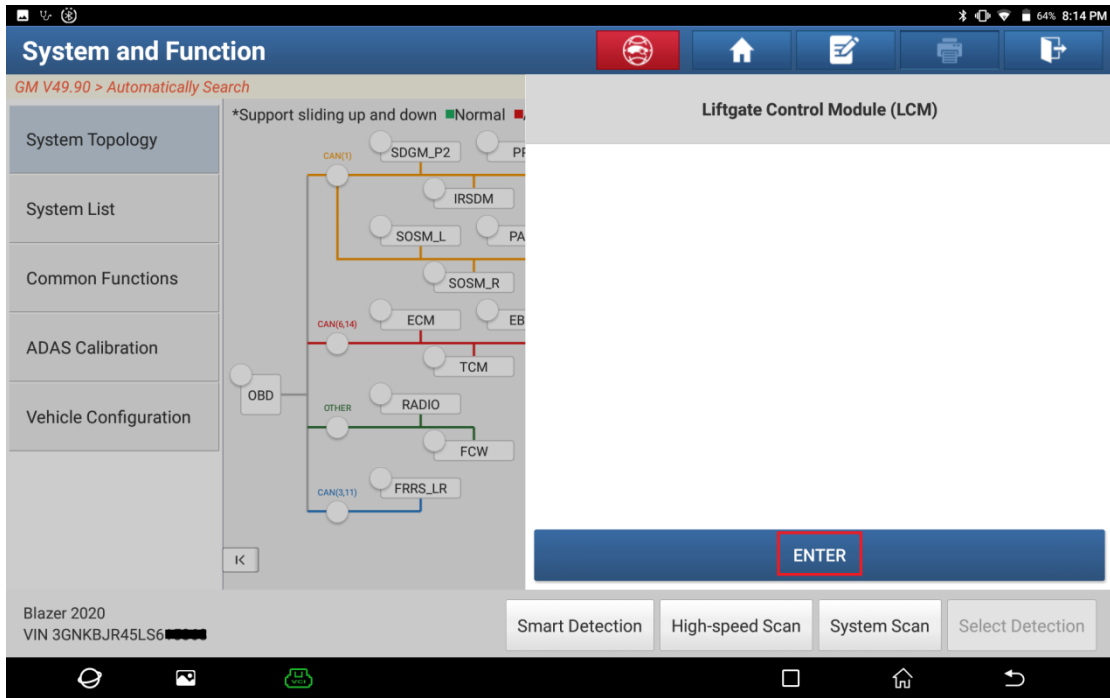 64% 8:14 PM
System and Function
GM V49.90 > Automatically Search
System Topology
System List
Common Functions
ADAS Calibration
Vehicle Configuration
*Support sliding up and down ■Normal ■
CAN(1)
SDGM_P2
IRSDM
SOSM_L
PA
SOSM_R
CAN(6,14)
ECM
EB
TCM
OBD
OTHER
RADIO
FCW
CAN(3,11)
FRRS_LR
Liftgate Control Module (LCM)
ENTER
Blazer 2020
VIN 3GNKBJR45LS6
Smart Detection
High-speed Scan
System Scan
Select Detection
VCI